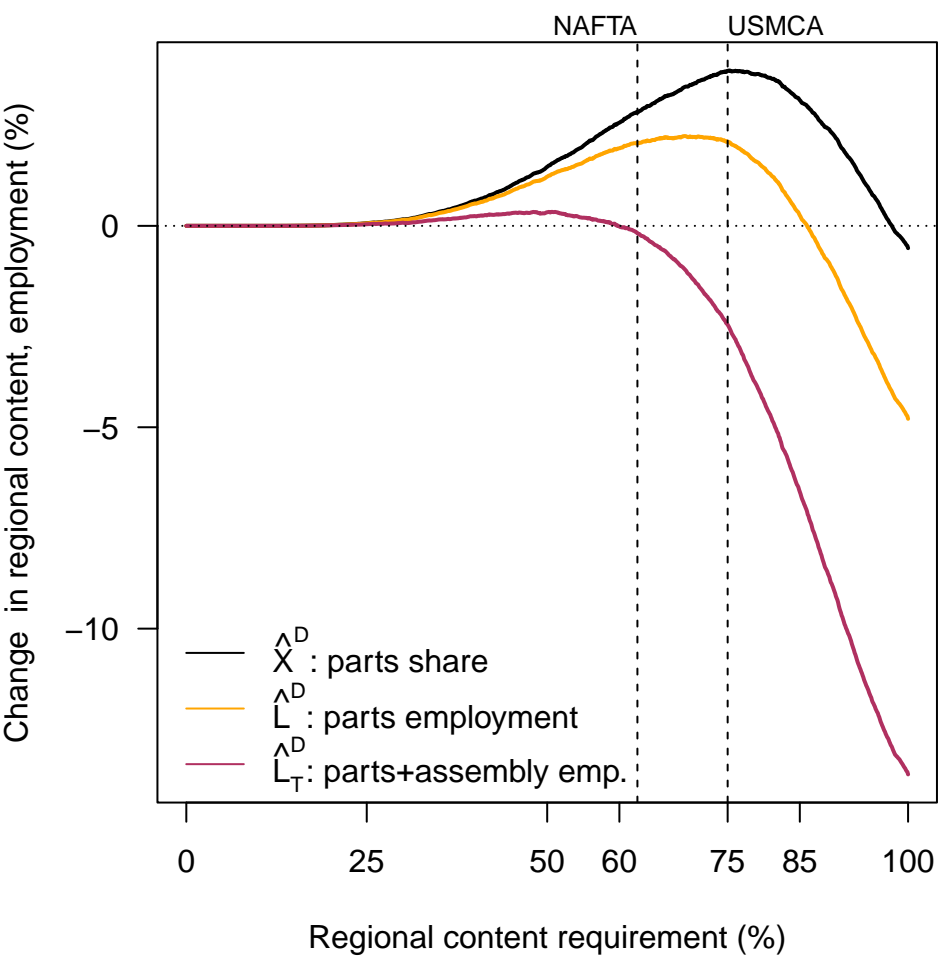 NAFTA USMCA
Change in regional content, employment (%)
0
−5
−10
X̂ᴰ: parts share
L̂ᴰ: parts employment
L̂ᴰ_T: parts+assembly emp.
0 25 50 60 75 85 100
Regional content requirement (%)